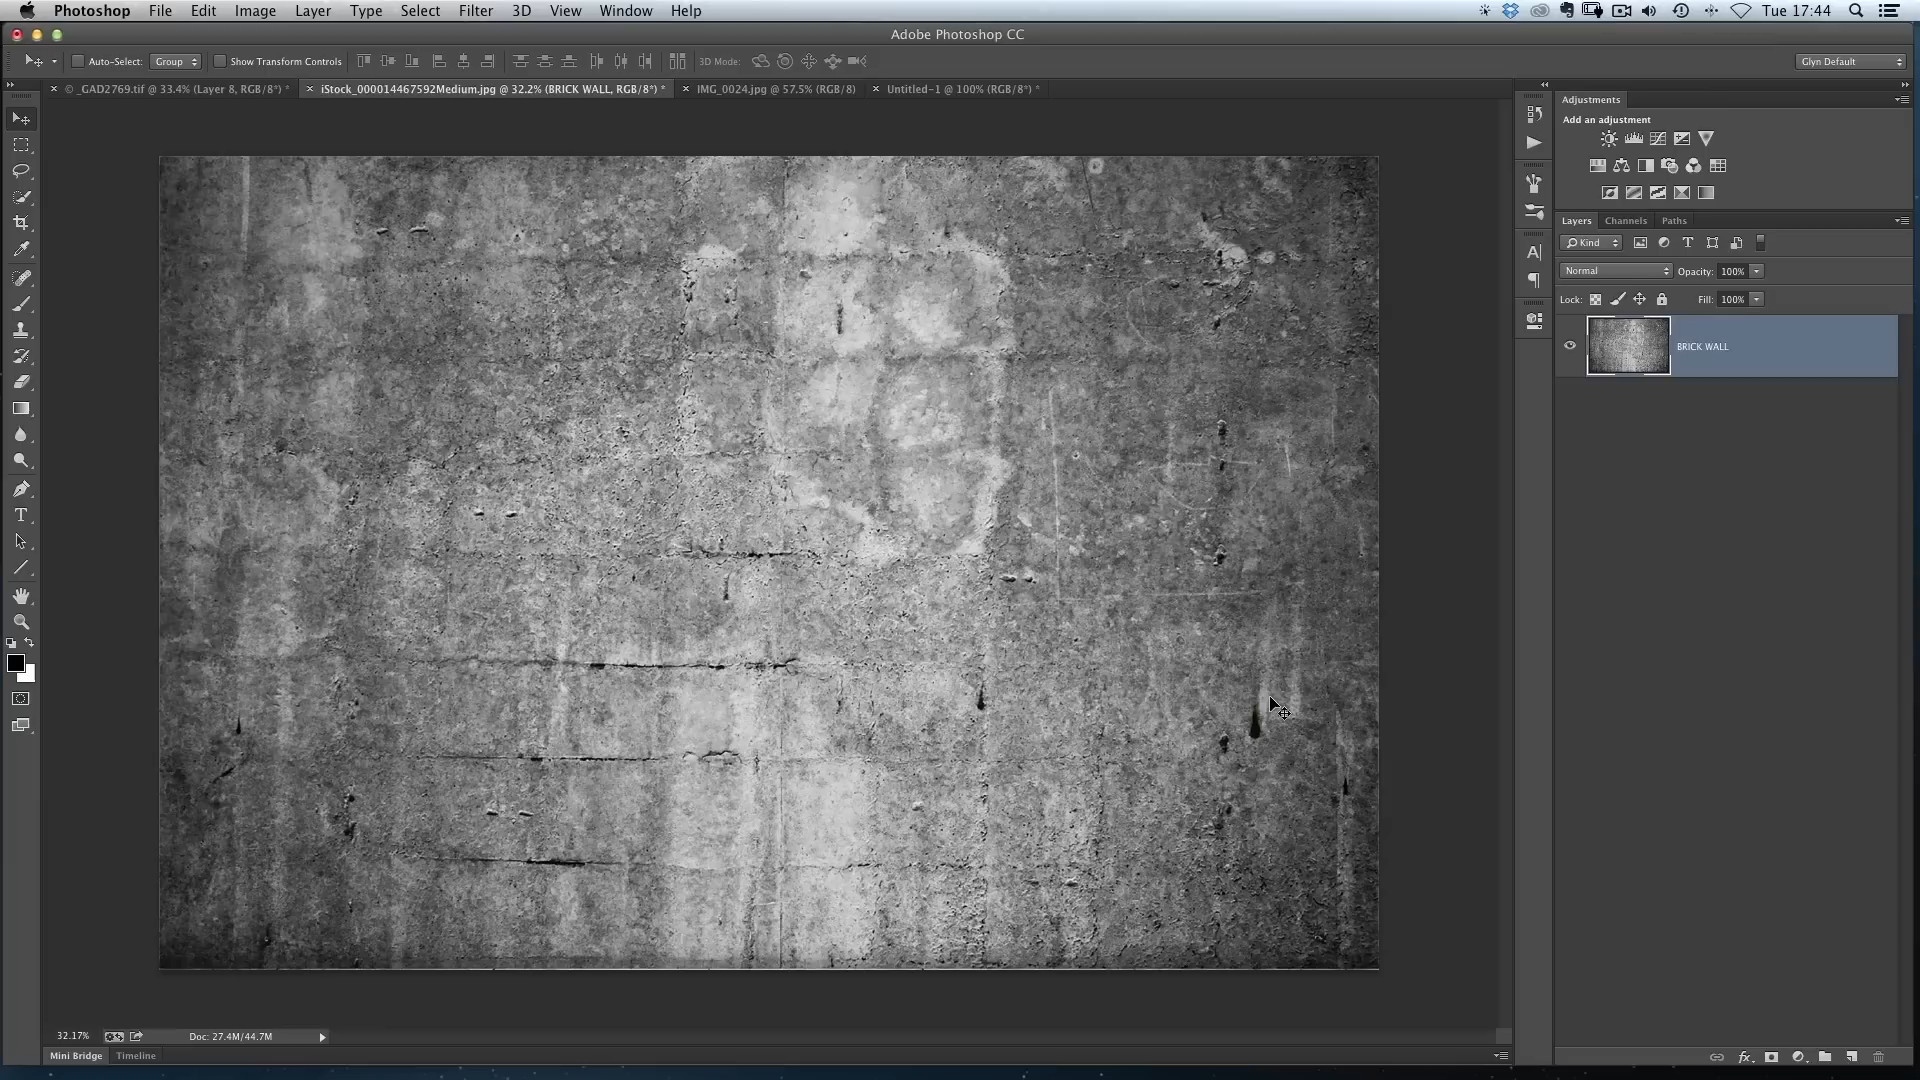 Photoshop File Edit Image Layer Type Select Filter 3D View Window Help Tue 17:44
Adobe Photoshop CC
Auto-Select: Group Show Transform Controls 3D Mode: Glyn Default
© _GAD2769.tif @ 33.4% (Layer 8, RGB/8*) * iStock_000014467592Medium.jpg @ 32.2% (BRICK WALL, RGB/8*) * IMG_0024.jpg @ 57.5% (RGB/8) Untitled-1 @ 100% (RGB/8*) *
Adjustments
Add an adjustment
Layers Channels Paths
Kind
Normal Opacity: 100%
Lock: Fill: 100%
BRICK WALL
32.17% Doc: 27.4M/44.7M
Mini Bridge Timeline